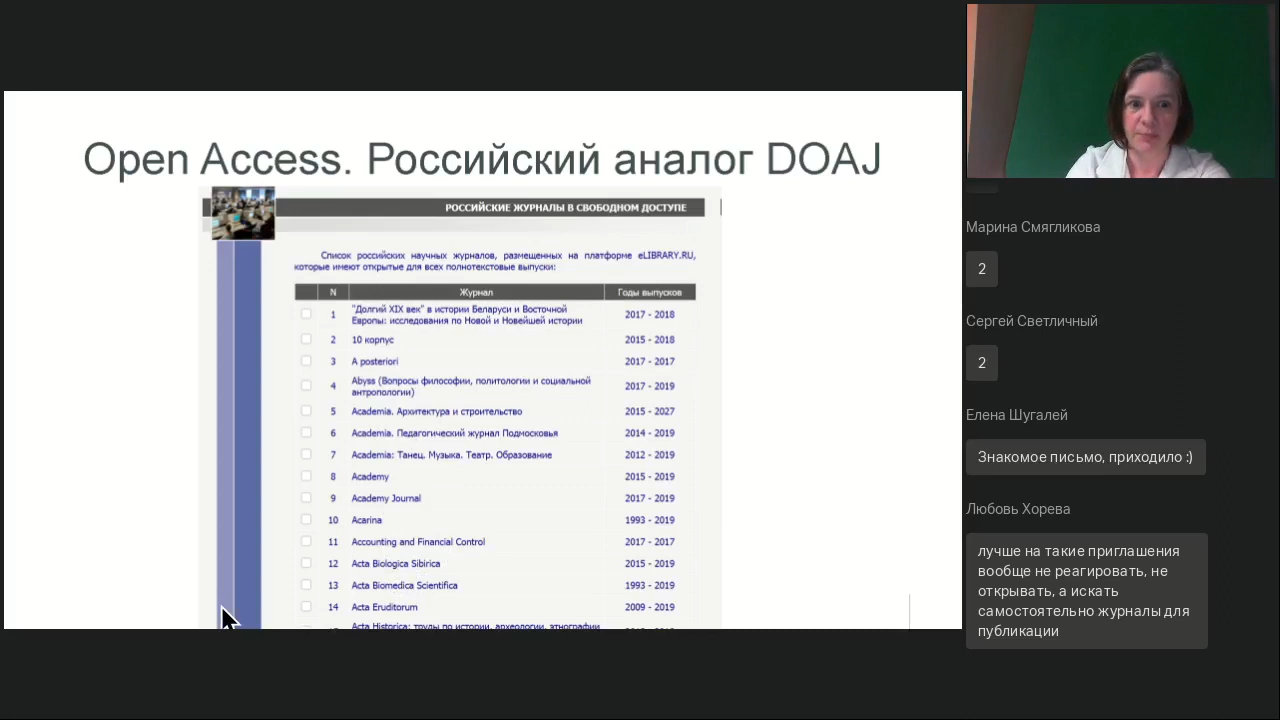 Open Access. Российский аналог DOAJ
РОССИЙСКИЕ ЖУРНАЛЫ В СВОБОДНОМ ДОСТУПЕ
Список российских научных журналов, размещенных на платформе eLIBRARY.RU,
которые имеют открытые для всех полнотекстовые выпуски:
N Журнал Годы выпусков
1 "Долгий XIX век" в истории Беларуси и Восточной
Европы: исследования по Новой и Новейшей истории 2017 - 2018
2 10 корпус 2015 - 2018
3 A posteriori 2017 - 2017
4 Abyss (Вопросы философии, политологии и социальной
антропологии) 2017 - 2019
5 Academia. Архитектура и строительство 2015 - 2027
6 Academia. Педагогический журнал Подмосковья 2014 - 2019
7 Academia: Танец. Музыка. Театр. Образование 2012 - 2019
8 Academy 2015 - 2019
9 Academy Journal 2017 - 2019
10 Acarina 1993 - 2019
11 Accounting and Financial Control 2017 - 2017
12 Acta Biologica Sibirica 2015 - 2019
13 Acta Biomedica Scientifica 1993 - 2019
14 Acta Eruditorum 2009 - 2019
Acta Historica: труды по истории, археологии, этнографии
Марина Смягликова
2
Сергей Светличный
2
Елена Шугалей
Знакомое письмо, приходило :)
Любовь Хорева
лучше на такие приглашения
вообще не реагировать, не
открывать, а искать
самостоятельно журналы для
публикации